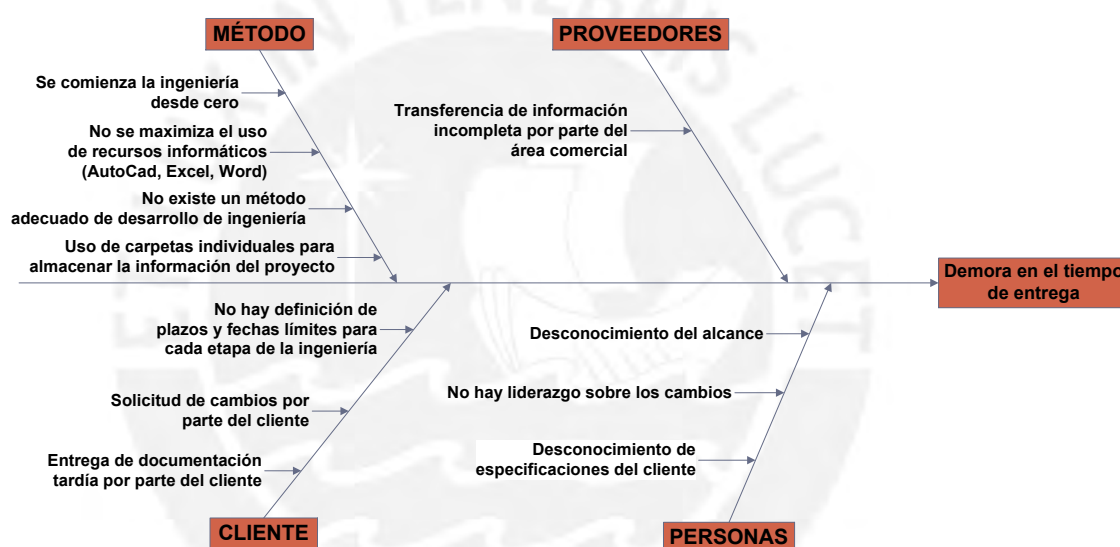 MÉTODO
PROVEEDORES
Se comienza la ingeniería
desde cero
No se maximiza el uso
de recursos informáticos
(AutoCad, Excel, Word)
No existe un método
adecuado de desarrollo de ingeniería
Uso de carpetas individuales para
almacenar la información del proyecto
Transferencia de información
incompleta por parte del
área comercial
Demora en el tiempo
de entrega
No hay definición de
plazos y fechas límites para
cada etapa de la ingeniería
Solicitud de cambios por
parte del cliente
Entrega de documentación
tardía por parte del cliente
Desconocimiento del alcance
No hay liderazgo sobre los cambios
Desconocimiento de
especificaciones del cliente
CLIENTE
PERSONAS